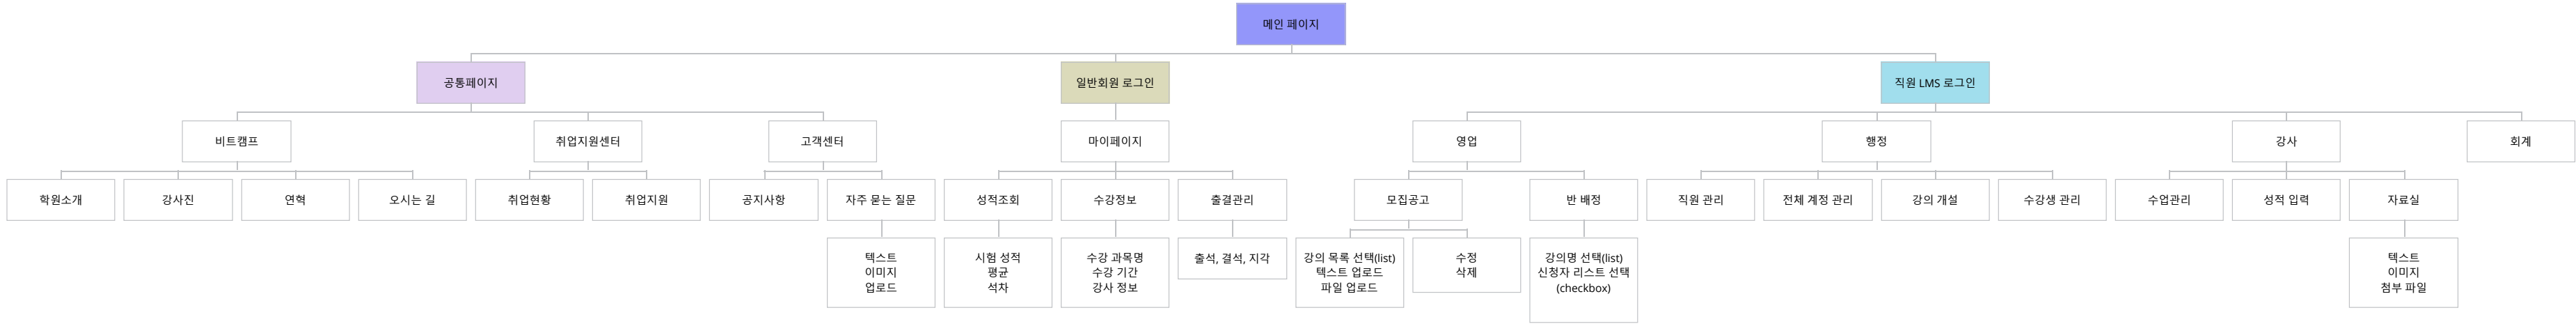 메인 페이지
공통페이지
일반회원 로그인
직원 LMS 로그인
비트캠프
취업지원센터
고객센터
마이페이지
영업
행정
강사
회계
학원소개
강사진
연혁
오시는 길
취업현황
취업지원
공지사항
자주 묻는 질문
성적조회
수강정보
출결관리
모집공고
반 배정
직원 관리
전체 계정 관리
강의 개설
수강생 관리
수업관리
성적 입력
자료실
텍스트
이미지
업로드
시험 성적
평균
석차
수강 과목명
수강 기간
강사 정보
출석, 결석, 지각
강의 목록 선택(list)
텍스트 업로드
파일 업로드
수정
삭제
강의명 선택(list)
신청자 리스트 선택
(checkbox)
텍스트
이미지
첨부 파일